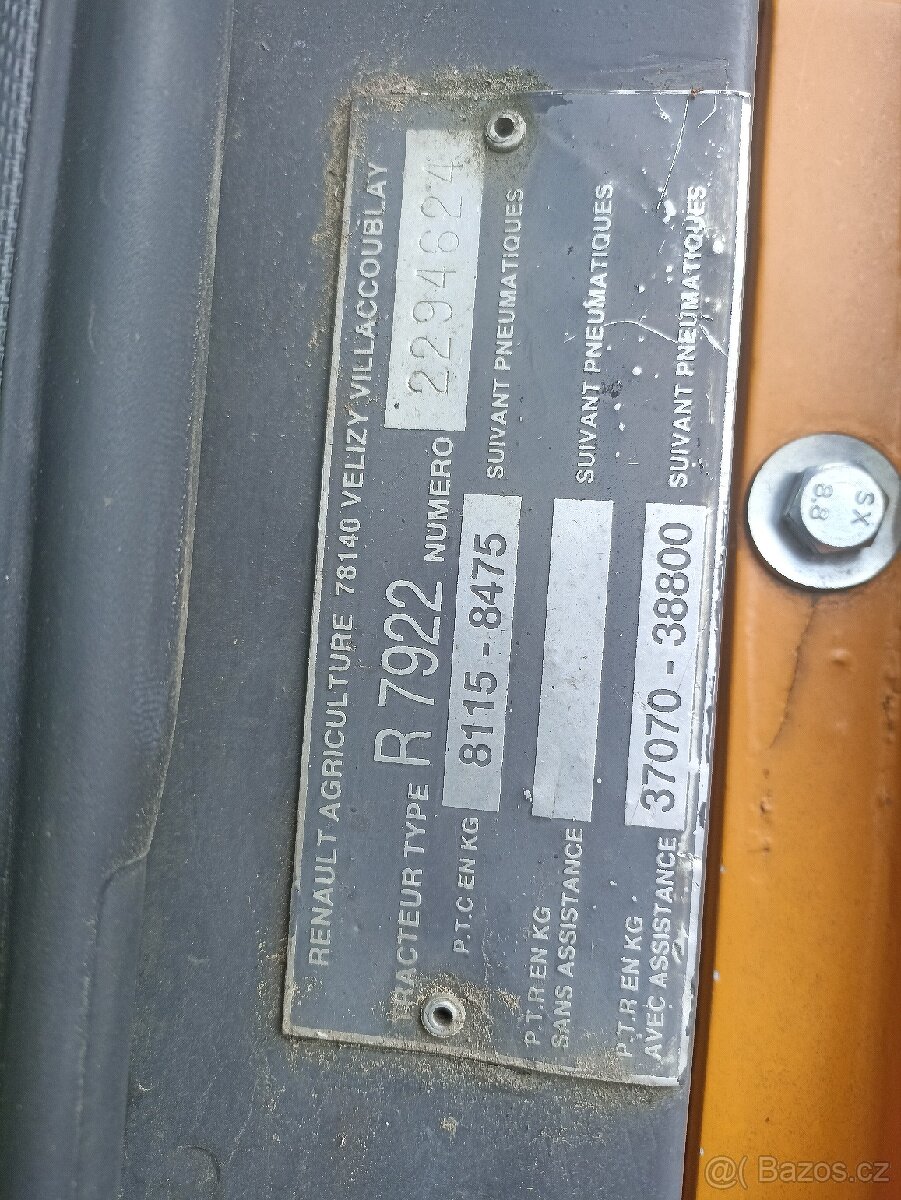 RENAULT AGRICULTURE 78140 VELIZY VILLACCOUBLAY
TRACTEUR TYPE R 7922 NUMERO 2294624
P.T.C EN KG 8115 - 8475 SUIVANT PNEUMATIQUES
P.T.R EN KG
SANS ASSISTANCE SUIVANT PNEUMATIQUES
P.T.R EN KG
AVEC ASSISTANCE 37070 - 38800 SUIVANT PNEUMATIQUES
SX
8.8
@( Bazos.cz